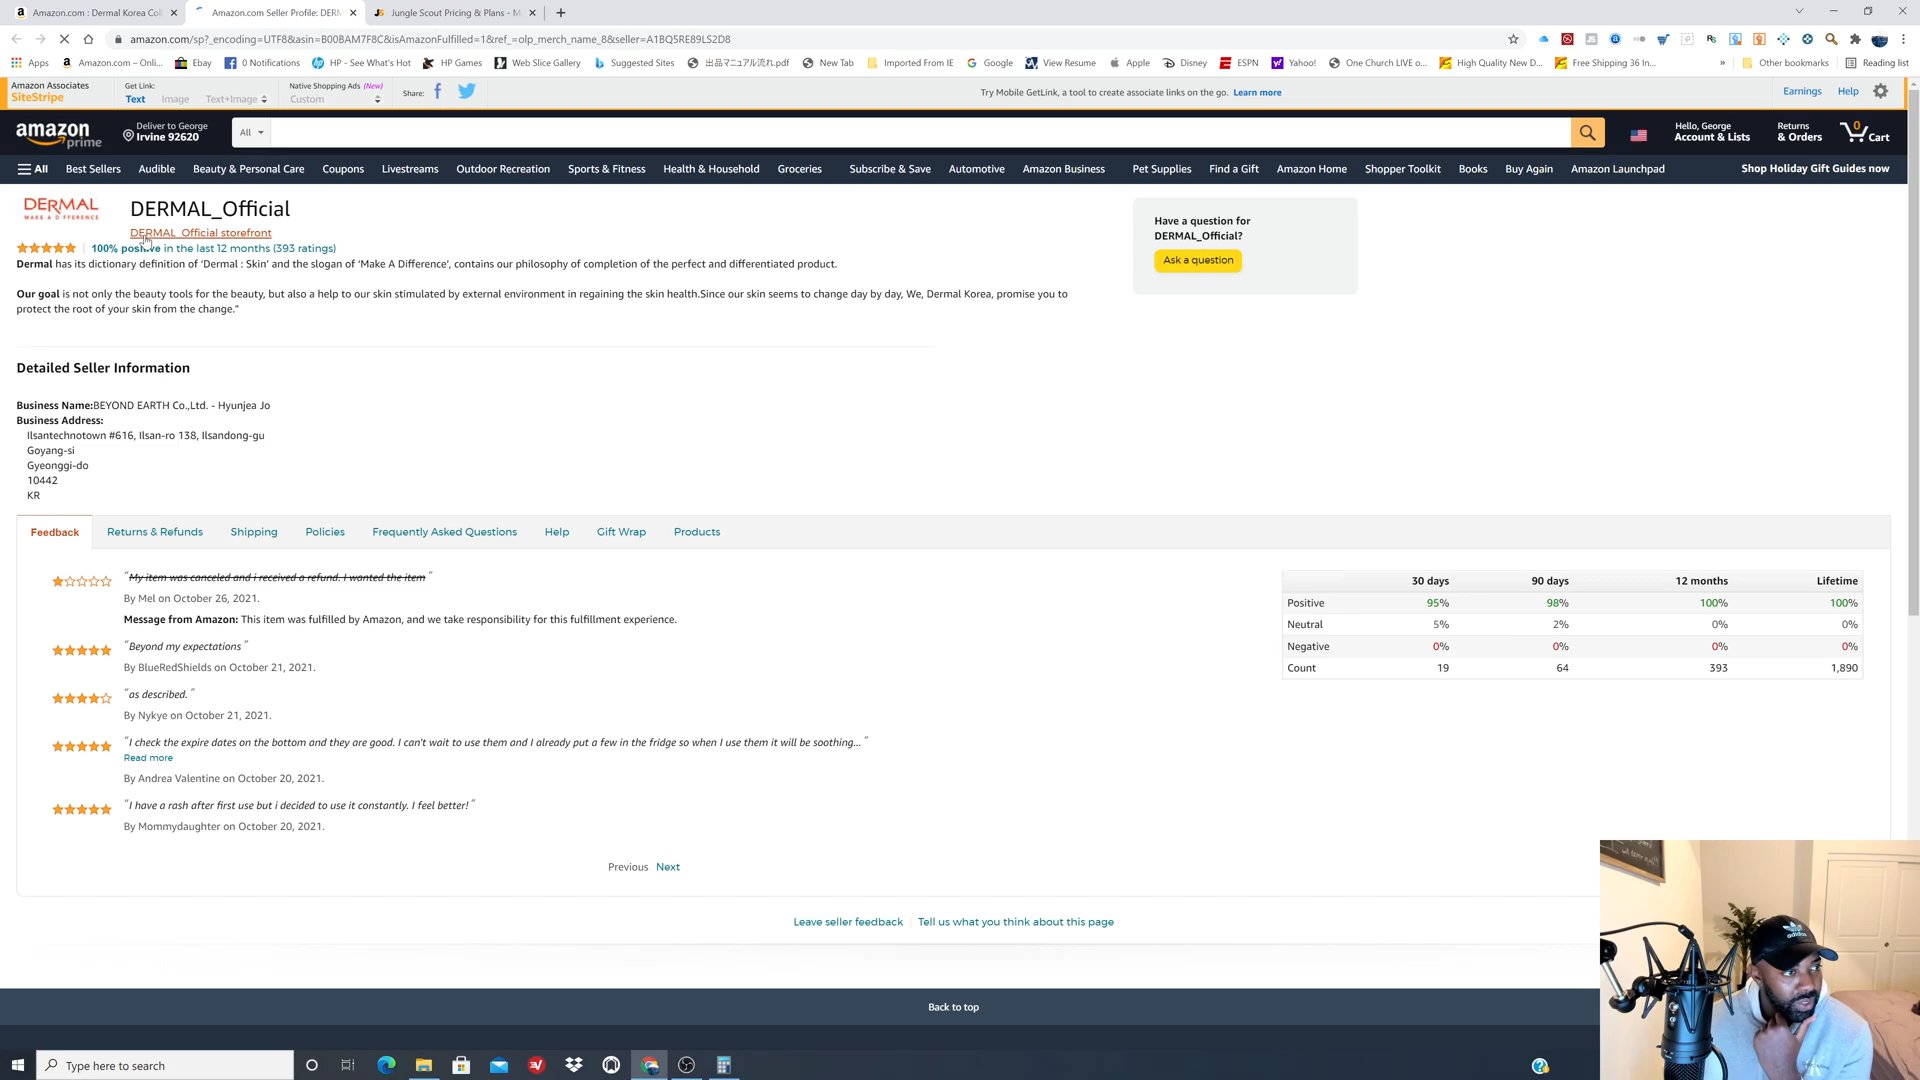 Amazon.com : Dermal Korea Coll
Amazon.com Seller Profile: DERM
Jungle Scout Pricing & Plans - M
amazon.com/sp?_encoding=UTF8&asin=B00BAM7F8C&isAmazonFulfilled=1&ref_=olp_merch_name_8&seller=A1BQ5RE89LS2D8
Apps
Amazon.com – Onli...
Ebay
0 Notifications
HP - See What's Hot
HP Games
Web Slice Gallery
Suggested Sites
出品マニュアル流れ.pdf
New Tab
Imported From IE
Google
View Resume
Apple
Disney
ESPN
Yahoo!
One Church LIVE o...
High Quality New D...
Free Shipping 36 In...
»
Other bookmarks
Reading list
Amazon Associates
SiteStripe
Get Link:
Text
Image
Text+Image
Native Shopping Ads (New)
Custom
Share:
Try Mobile GetLink, a tool to create associate links on the go. Learn more
Earnings
Help
amazon
prime
Deliver to George
Irvine 92620
All
Hello, George
Account & Lists
Returns
& Orders
0
Cart
All
Best Sellers
Audible
Beauty & Personal Care
Coupons
Livestreams
Outdoor Recreation
Sports & Fitness
Health & Household
Groceries
Subscribe & Save
Automotive
Amazon Business
Pet Supplies
Find a Gift
Amazon Home
Shopper Toolkit
Books
Buy Again
Amazon Launchpad
Shop Holiday Gift Guides now
DERMAL
MAKE A D FFERENCE
DERMAL_Official
DERMAL_Official storefront
100% positive in the last 12 months (393 ratings)
Dermal has its dictionary definition of 'Dermal : Skin' and the slogan of 'Make A Difference', contains our philosophy of completion of the perfect and differentiated product.
Our goal is not only the beauty tools for the beauty, but also a help to our skin stimulated by external environment in regaining the skin health.Since our skin seems to change day by day, We, Dermal Korea, promise you to
protect the root of your skin from the change."
Have a question for
DERMAL_Official?
Ask a question
Detailed Seller Information
Business Name:BEYOND EARTH Co.,Ltd. - Hyunjea Jo
Business Address:
Ilsantechnotown #616, Ilsan-ro 138, Ilsandong-gu
Goyang-si
Gyeonggi-do
10442
KR
Feedback
Returns & Refunds
Shipping
Policies
Frequently Asked Questions
Help
Gift Wrap
Products
"My item was canceled and i received a refund. I wanted the item"
By Mel on October 26, 2021.
Message from Amazon: This item was fulfilled by Amazon, and we take responsibility for this fulfillment experience.
"Beyond my expectations"
By BlueRedShields on October 21, 2021.
"as described."
By Nykye on October 21, 2021.
"I check the expire dates on the bottom and they are good. I can't wait to use them and I already put a few in the fridge so when I use them it will be soothing..."
Read more
By Andrea Valentine on October 20, 2021.
"I have a rash after first use but i decided to use it constantly. I feel better!"
By Mommydaughter on October 20, 2021.
30 days 90 days 12 months Lifetime
Positive 95% 98% 100% 100%
Neutral 5% 2% 0% 0%
Negative 0% 0% 0% 0%
Count 19 64 393 1,890
Previous Next
Leave seller feedback
Tell us what you think about this page
Back to top
adidas
Type here to search